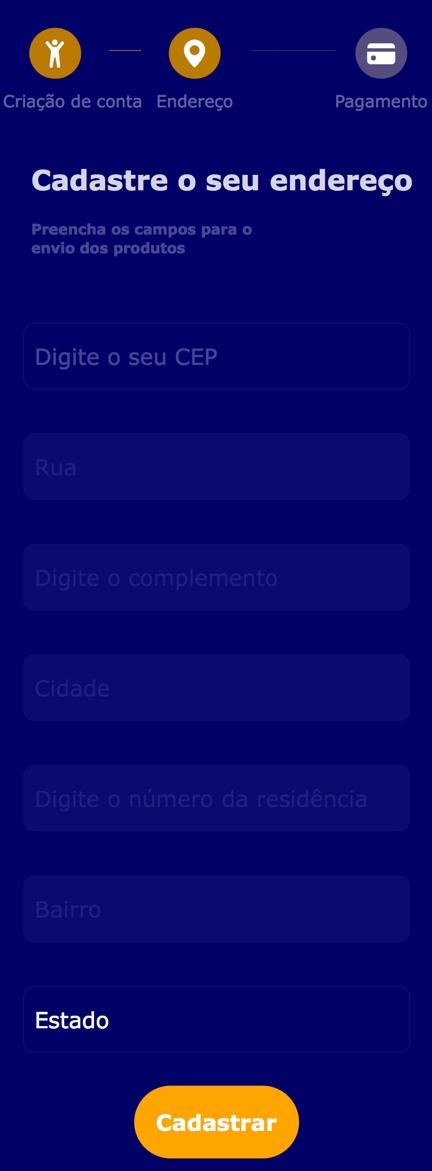 Criação de conta Endereço Pagamento
Cadastre o seu endereço
Preencha os campos para o
envio dos produtos
Digite o seu CEP
Rua
Digite o complemento
Cidade
Digite o número da residência
Bairro
Estado
Cadastrar